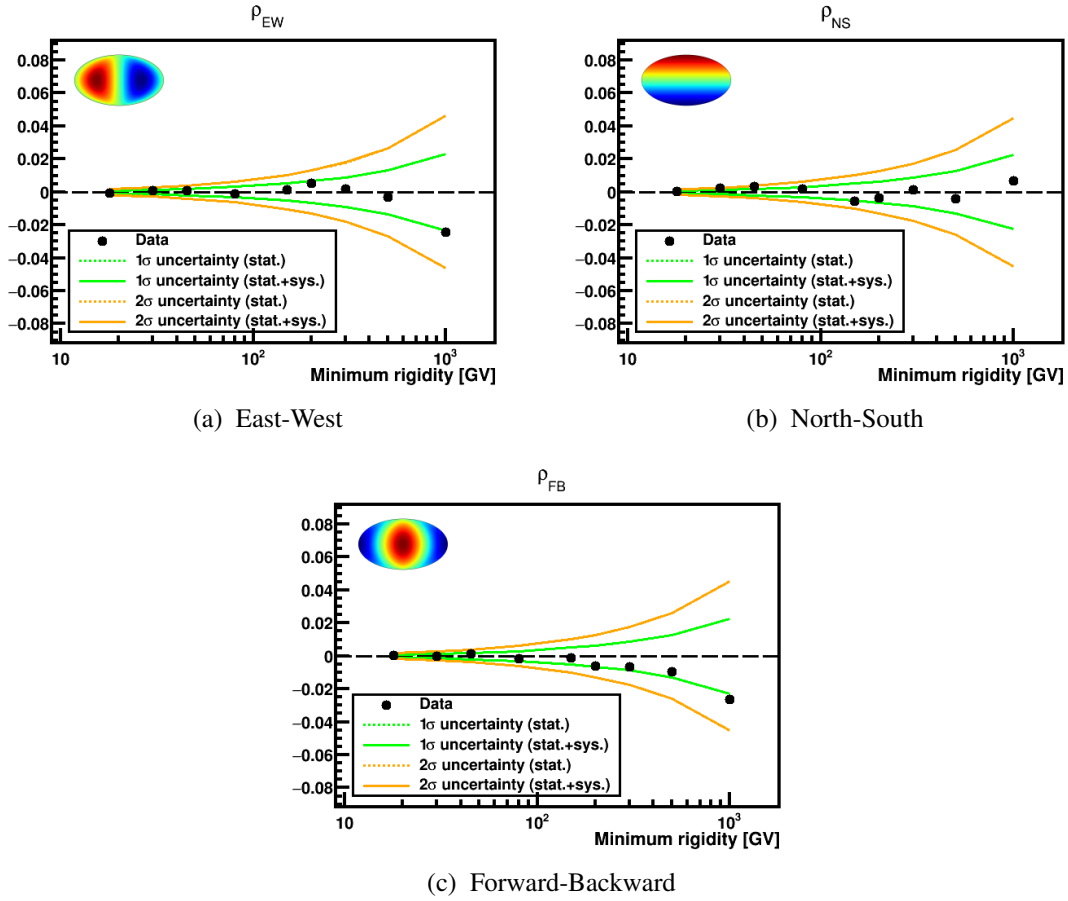 ρEW
0.08
0.06
0.04
0.02
0
−0.02
−0.04
−0.06
−0.08
Data
1σ uncertainty (stat.)
1σ uncertainty (stat.+sys.)
2σ uncertainty (stat.)
2σ uncertainty (stat.+sys.)
10 10² 10³
Minimum rigidity [GV]
(a) East-West
ρNS
0.08
0.06
0.04
0.02
0
−0.02
−0.04
−0.06
−0.08
Data
1σ uncertainty (stat.)
1σ uncertainty (stat.+sys.)
2σ uncertainty (stat.)
2σ uncertainty (stat.+sys.)
10 10² 10³
Minimum rigidity [GV]
(b) North-South
ρFB
0.08
0.06
0.04
0.02
0
−0.02
−0.04
−0.06
−0.08
Data
1σ uncertainty (stat.)
1σ uncertainty (stat.+sys.)
2σ uncertainty (stat.)
2σ uncertainty (stat.+sys.)
10 10² 10³
Minimum rigidity [GV]
(c) Forward-Backward